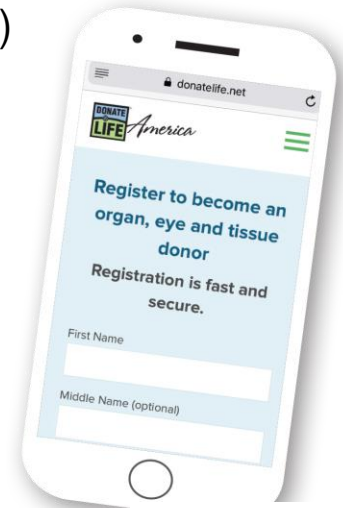 )
donatelife.net
DONATE
LIFE America
Register to become an
organ, eye and tissue
donor
Registration is fast and
secure.
First Name
Middle Name (optional)